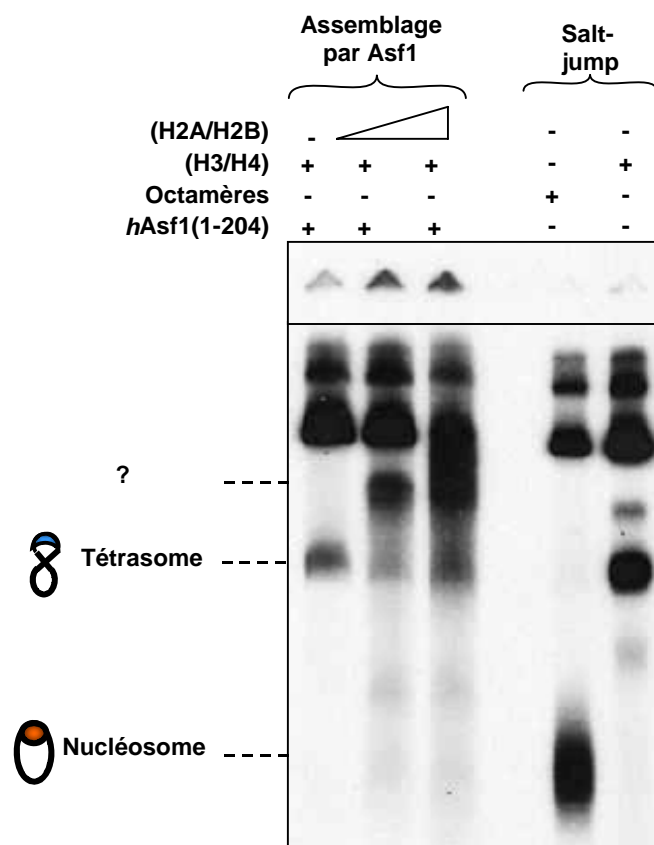 Assemblage
par Asf1
Salt-
jump
(H2A/H2B) - - -
(H3/H4) + + + - +
Octamères - - - + -
hAsf1(1-204) + + + - -
?
Tétrasome
Nucléosome